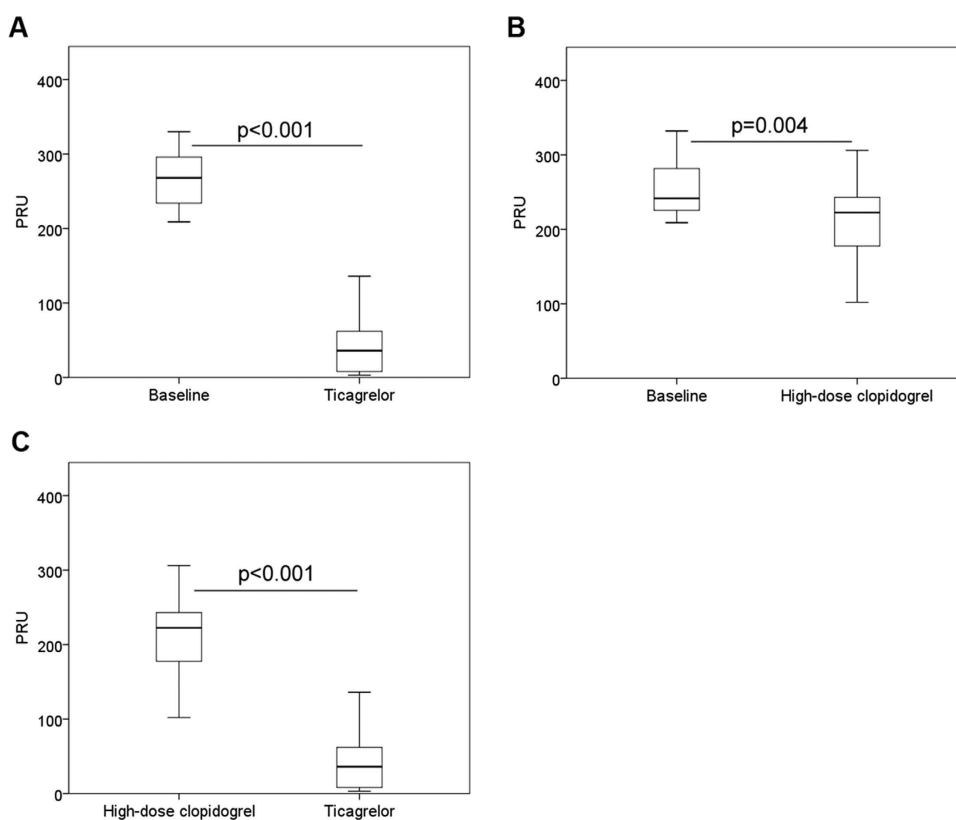 A
400
300
200
100
0
PRU
p<0.001
Baseline Ticagrelor
B
400
300
200
100
0
PRU
p=0.004
Baseline High-dose clopidogrel
C
400
300
200
100
0
PRU
p<0.001
High-dose clopidogrel Ticagrelor